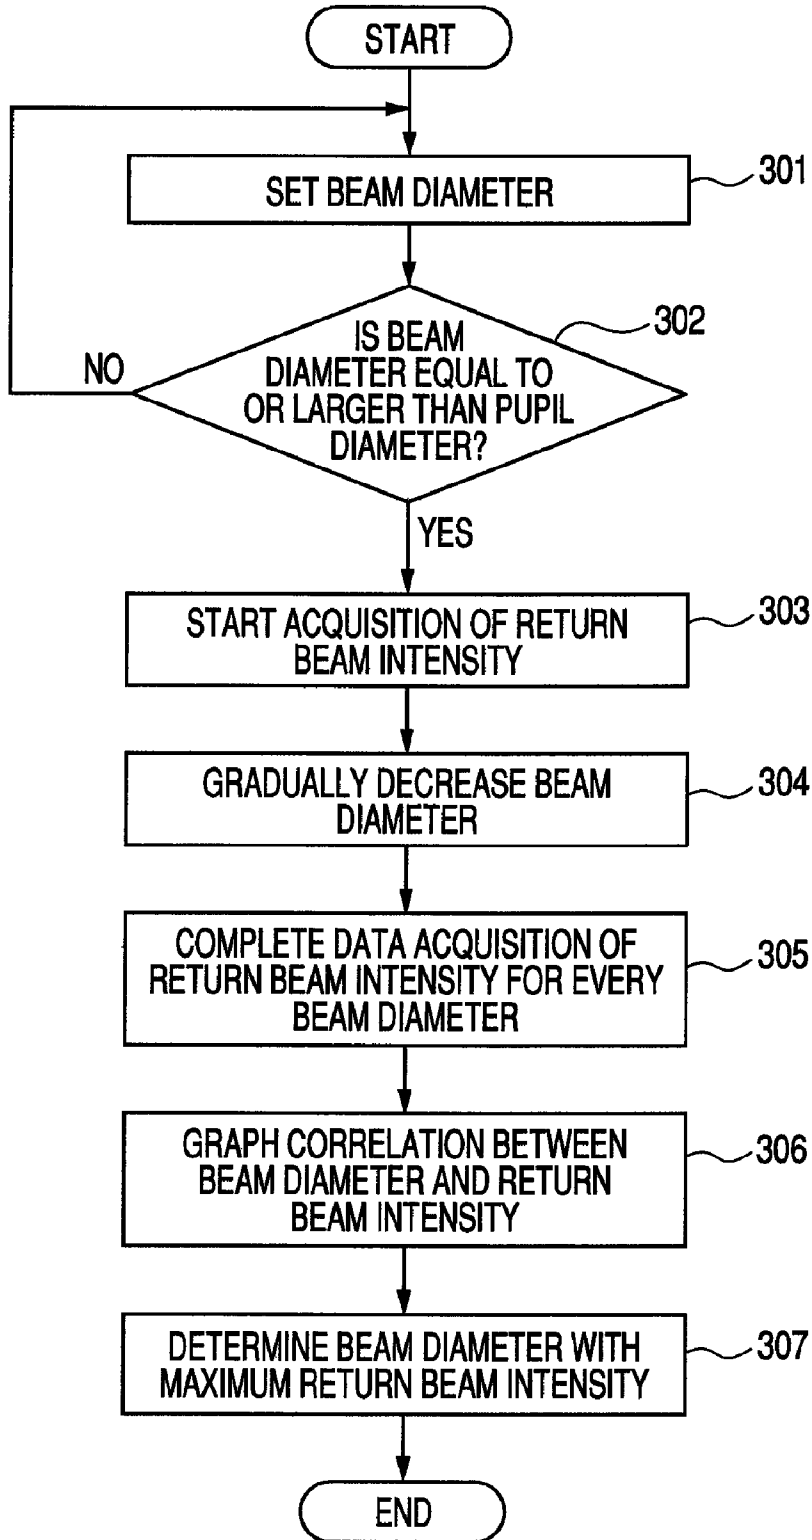 START
SET BEAM DIAMETER
301
IS BEAM
DIAMETER EQUAL TO
OR LARGER THAN PUPIL
DIAMETER?
302
NO
YES
START ACQUISITION OF RETURN
BEAM INTENSITY
303
GRADUALLY DECREASE BEAM
DIAMETER
304
COMPLETE DATA ACQUISITION OF
RETURN BEAM INTENSITY FOR EVERY
BEAM DIAMETER
305
GRAPH CORRELATION BETWEEN
BEAM DIAMETER AND RETURN
BEAM INTENSITY
306
DETERMINE BEAM DIAMETER WITH
MAXIMUM RETURN BEAM INTENSITY
307
END